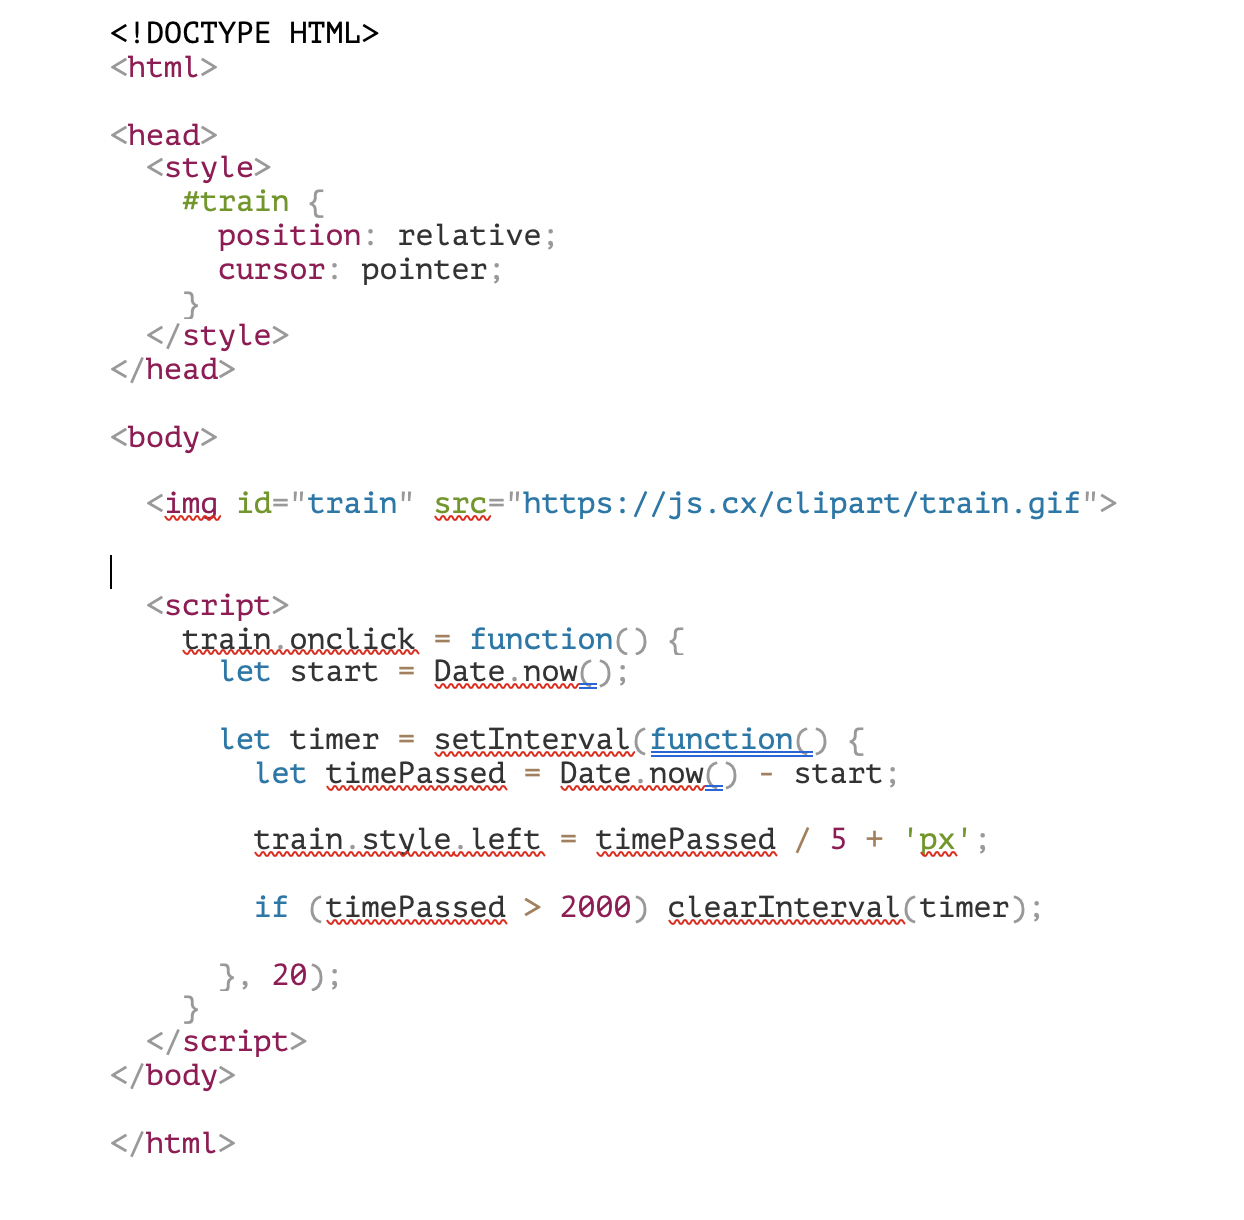 <!DOCTYPE HTML>
<html>
<head>
<style>
#train {
position: relative;
cursor: pointer;
}
</style>
</head>
<body>
<img id="train" src="https://js.cx/clipart/train.gif">
<script>
train.onclick = function() {
let start = Date.now();
let timer = setInterval(function() {
let timePassed = Date.now() - start;
train.style.left = timePassed / 5 + 'px';
if (timePassed > 2000) clearInterval(timer);
}, 20);
}
</script>
</body>
</html>